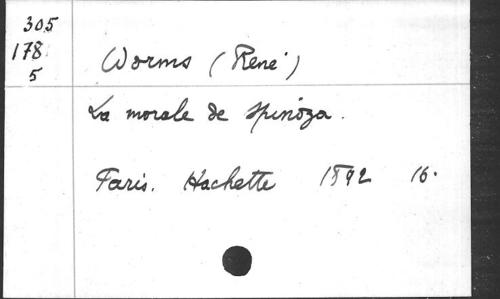 305
178
5
Worms (René)
La morale de Spinoza.
Paris. Hachette 1892 16.